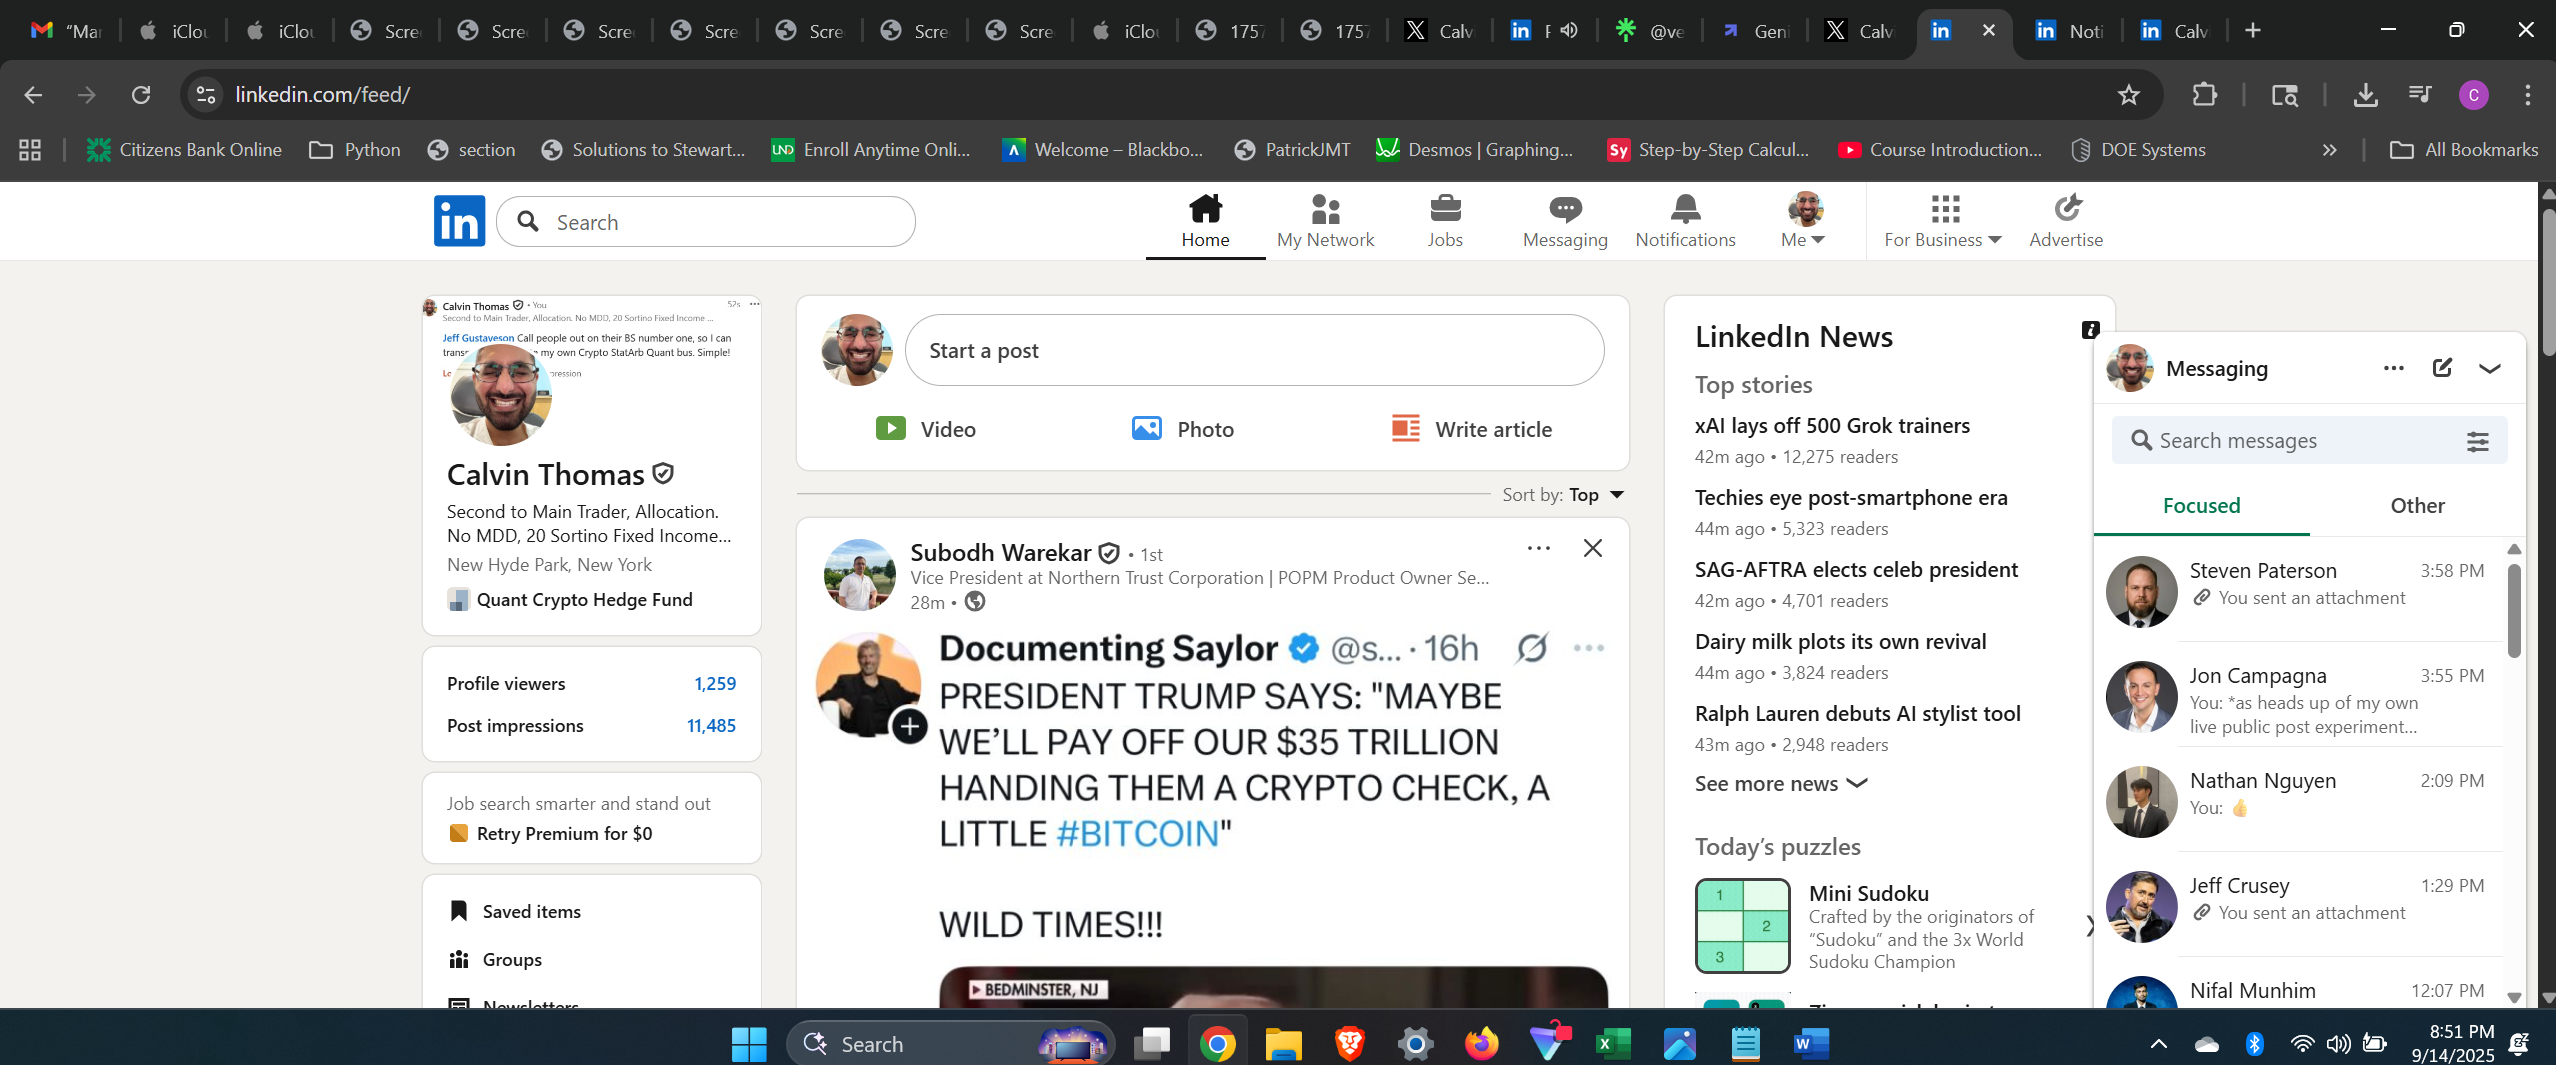 "Mar
iClou
iClou
Scree
Scree
Scre
Scre
Scre
Scre
Scre
iClou
1757
1757
Calv
@ve
Geni
Calv
Noti
Calv
linkedin.com/feed/
C
Citizens Bank Online
Python
section
Solutions to Stewart...
UND
Enroll Anytime Onli...
Welcome – Blackbo...
PatrickJMT
Desmos | Graphing...
Sy
Step-by-Step Calcul...
Course Introduction...
DOE Systems
All Bookmarks
in
Search
Home
My Network
Jobs
Messaging
Notifications
Me
For Business
Advertise
Calvin Thomas • You
52s
Second to Main Trader, Allocation. No MDD, 20 Sortino Fixed Income ...
Jeff Gustaveson Call people out on their BS number one, so I can
my own Crypto StatArb Quant bus. Simple!
Calvin Thomas
Second to Main Trader, Allocation.
No MDD, 20 Sortino Fixed Income...
New Hyde Park, New York
Quant Crypto Hedge Fund
Profile viewers 1,259
Post impressions 11,485
Job search smarter and stand out
Retry Premium for $0
Saved items
Groups
Newsletters
Start a post
Video
Photo
Write article
Sort by: Top
Subodh Warekar • 1st
Vice President at Northern Trust Corporation | POPM Product Owner Se...
28m •
Documenting Saylor @s... · 16h
PRESIDENT TRUMP SAYS: "MAYBE
WE'LL PAY OFF OUR $35 TRILLION
HANDING THEM A CRYPTO CHECK, A
LITTLE #BITCOIN"
WILD TIMES!!!
BEDMINSTER, NJ
LinkedIn News
Top stories
xAI lays off 500 Grok trainers
42m ago • 12,275 readers
Techies eye post-smartphone era
44m ago • 5,323 readers
SAG-AFTRA elects celeb president
42m ago • 4,701 readers
Dairy milk plots its own revival
44m ago • 3,824 readers
Ralph Lauren debuts AI stylist tool
43m ago • 2,948 readers
See more news
Today's puzzles
1
2
3
Mini Sudoku
Crafted by the originators of
"Sudoku" and the 3x World
Sudoku Champion
Messaging
Search messages
Focused
Other
Steven Paterson 3:58 PM
You sent an attachment
Jon Campagna 3:55 PM
You: *as heads up of my own
live public post experiment...
Nathan Nguyen 2:09 PM
You: 👍
Jeff Crusey 1:29 PM
You sent an attachment
Nifal Munhim 12:07 PM
Search
8:51 PM
9/14/2025